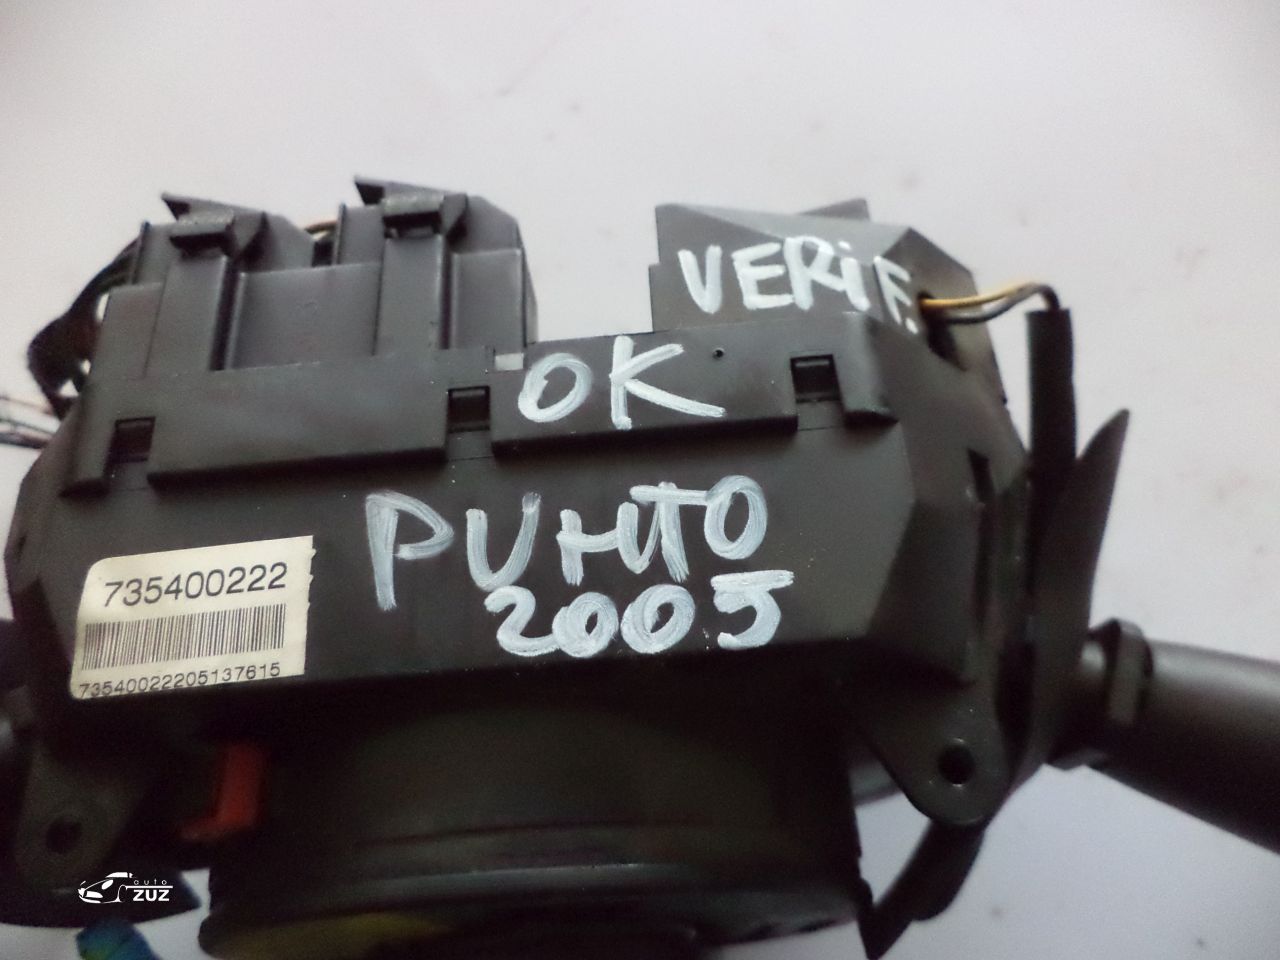 VERIF.
OK
PUNTO
2005
735400222
73540022205137615
auto
ZUZ